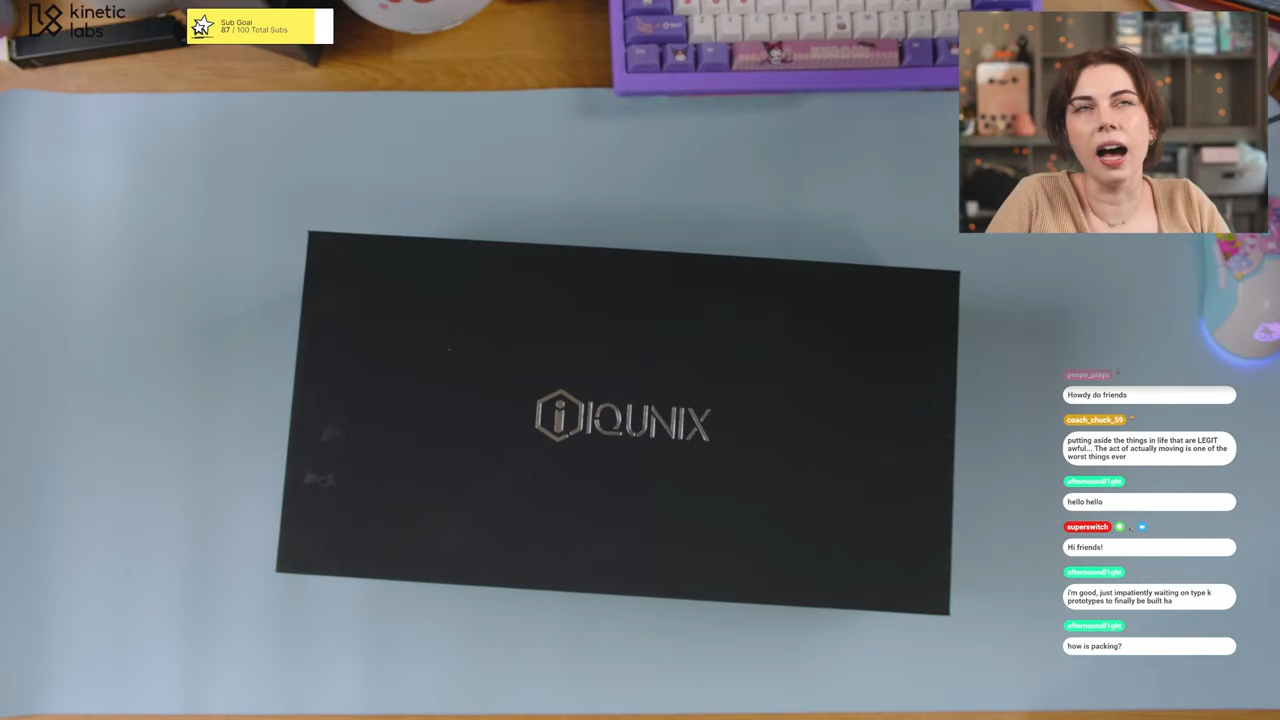 kinetic
labs
Sub Goal
87 / 100 Total Subs
IQUNIX
peepo_playo
Howdy do friends
coach_chuck_59
putting aside the things in life that are LEGIT
awful... The act of actually moving is one of the
worst things ever
hello hello
superswitch
Hi friends!
i'm good, just impatiently waiting on type k
prototypes to finally be built ha
how is packing?